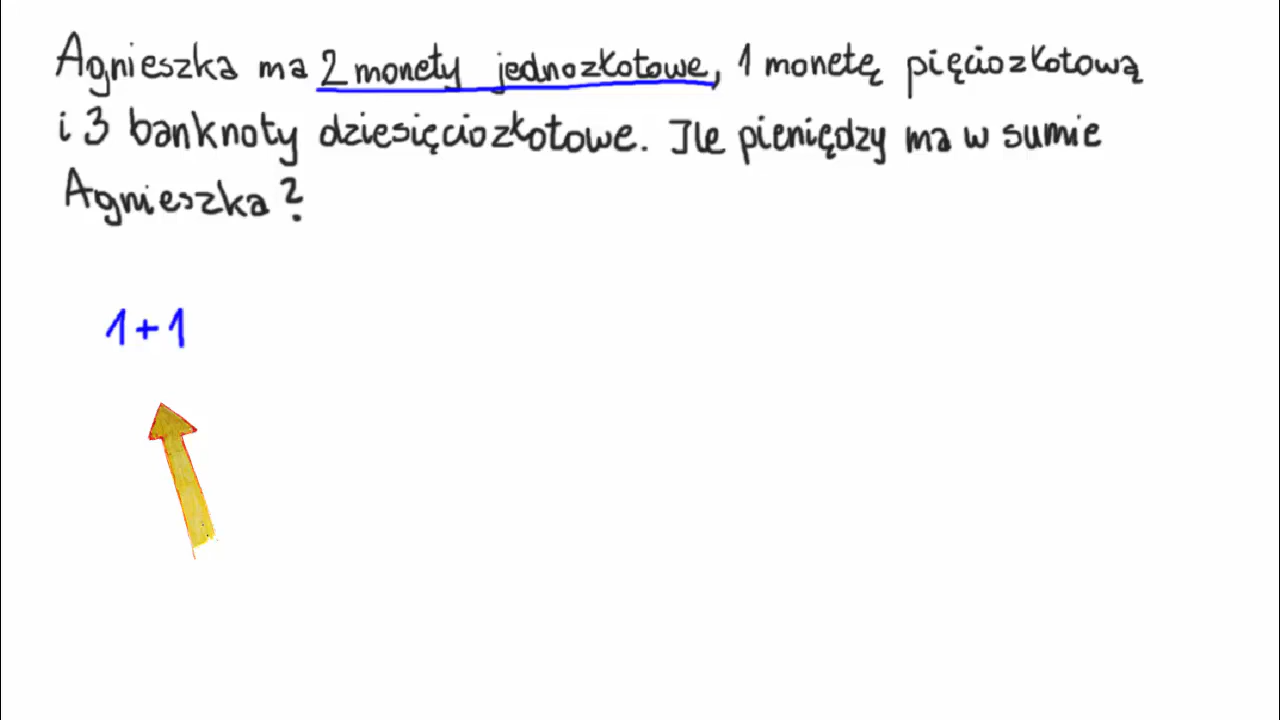 Agnieszka ma 2 monety jednozłotowe, 1 monetę pięciozłotową
i 3 banknoty dziesięciozłotowe. Ile pieniędzy ma w sumie
Agnieszka?
1+1